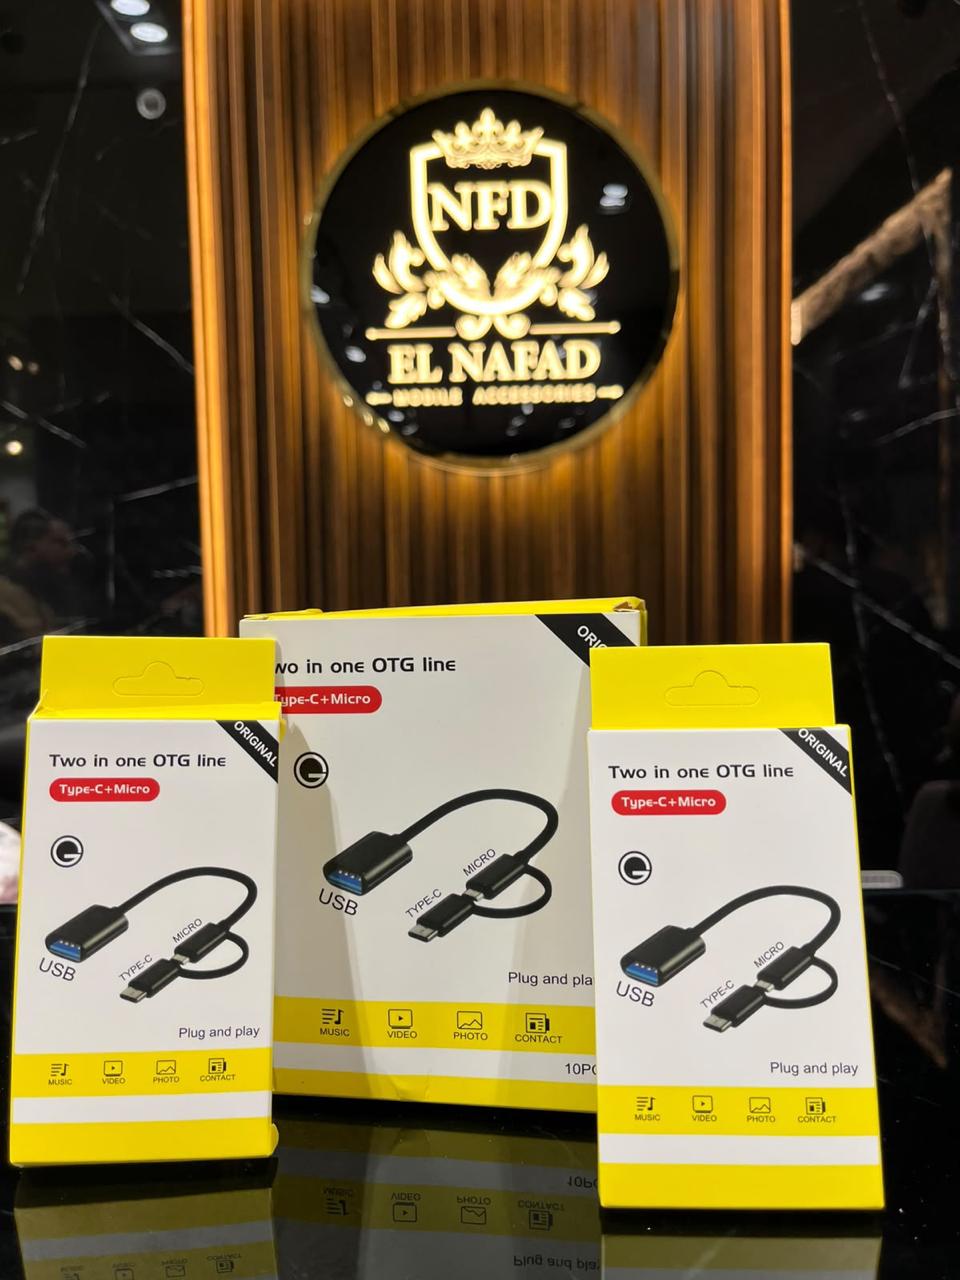 NFD
EL NAFAD
MOBILE ACCESSORIES
Two in one OTG line
Type-C+Micro
ORIGINAL
USB
TYPE-C
MICRO
Plug and play
MUSIC
VIDEO
PHOTO
CONTACT
wo in one OTG line
Type-C+Micro
USB
TYPE-C
MICRO
Plug and pla
MUSIC
VIDEO
PHOTO
CONTACT
Two in one OTG line
Type-C+Micro
ORIGINAL
USB
TYPE-C
MICRO
Plug and play
MUSIC
VIDEO
PHOTO
CONTACT